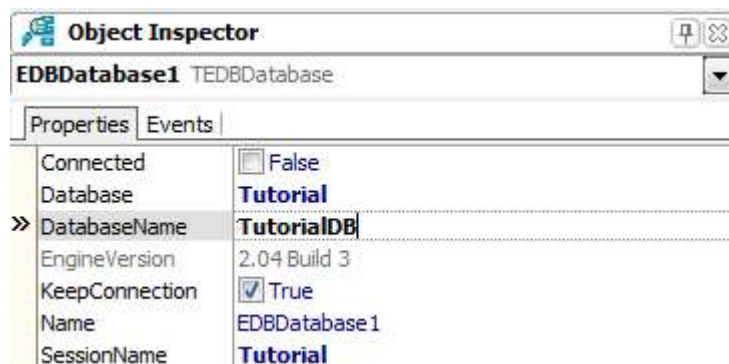 Object Inspector
EDBDatabase1 TEDBDatabase
Properties Events
Connected False
Database Tutorial
DatabaseName TutorialDB
EngineVersion 2.04 Build 3
KeepConnection True
Name EDBDatabase1
SessionName Tutorial